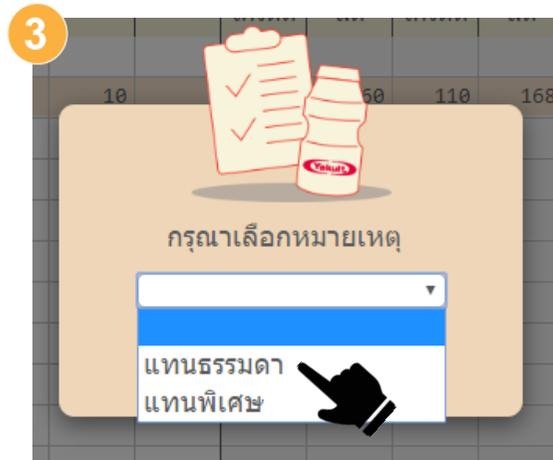 3
10 60 110 168
Yakult
กรุณาเลือกหมายเหตุ
แทนธรรมดา
แทนพิเศษ